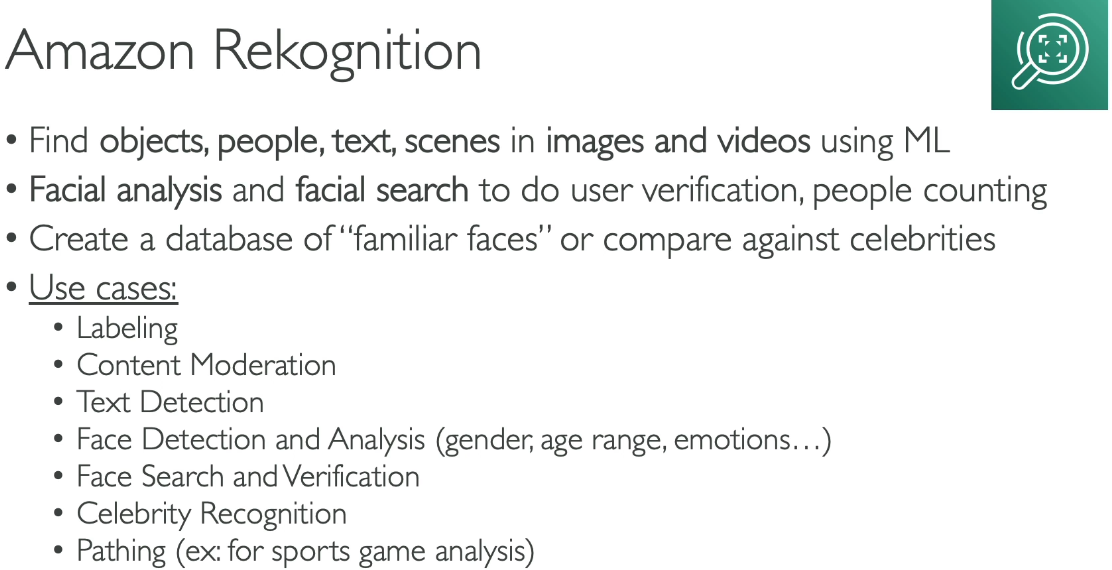 Amazon Rekognition
• Find objects, people, text, scenes in images and videos using ML
• Facial analysis and facial search to do user verification, people counting
• Create a database of “familiar faces” or compare against celebrities
• Use cases:
• Labeling
• Content Moderation
• Text Detection
• Face Detection and Analysis (gender, age range, emotions…)
• Face Search and Verification
• Celebrity Recognition
• Pathing (ex: for sports game analysis)